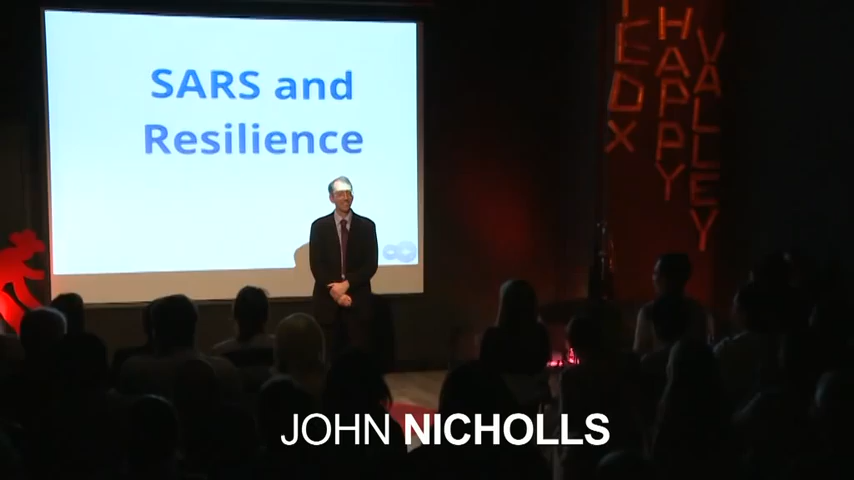 SARS and
Resilience
TEDX
HAPPY
VALLEY
JOHN NICHOLLS